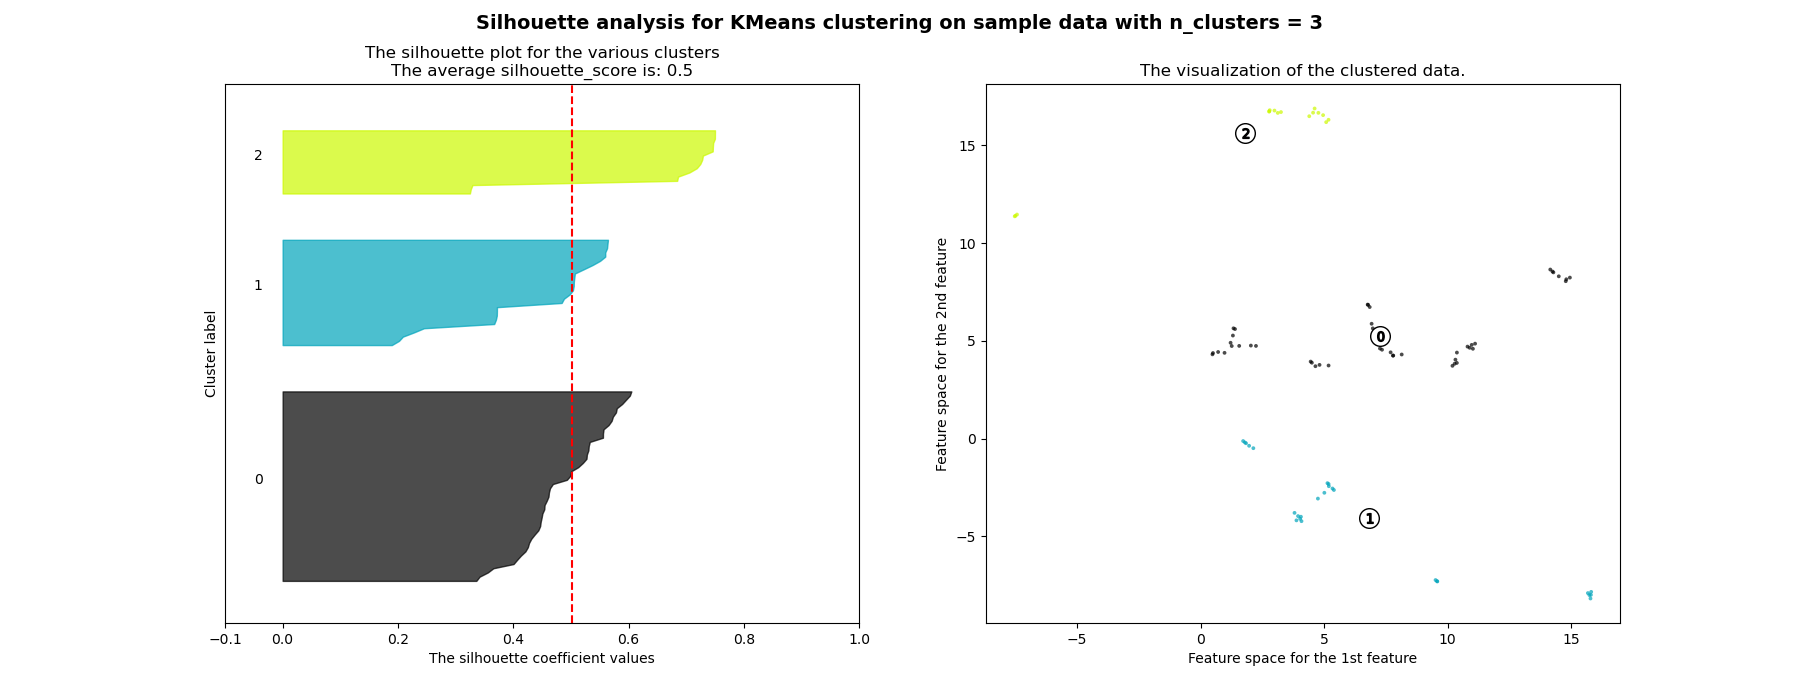 Silhouette analysis for KMeans clustering on sample data with n_clusters = 3
The silhouette plot for the various clusters
The average silhouette_score is: 0.5
2
1
0
Cluster label
−0.1
0.0
0.2
0.4
0.6
0.8
1.0
The silhouette coefficient values
The visualization of the clustered data.
15
10
5
0
−5
Feature space for the 2nd feature
2
0
1
−5
0
5
10
15
Feature space for the 1st feature